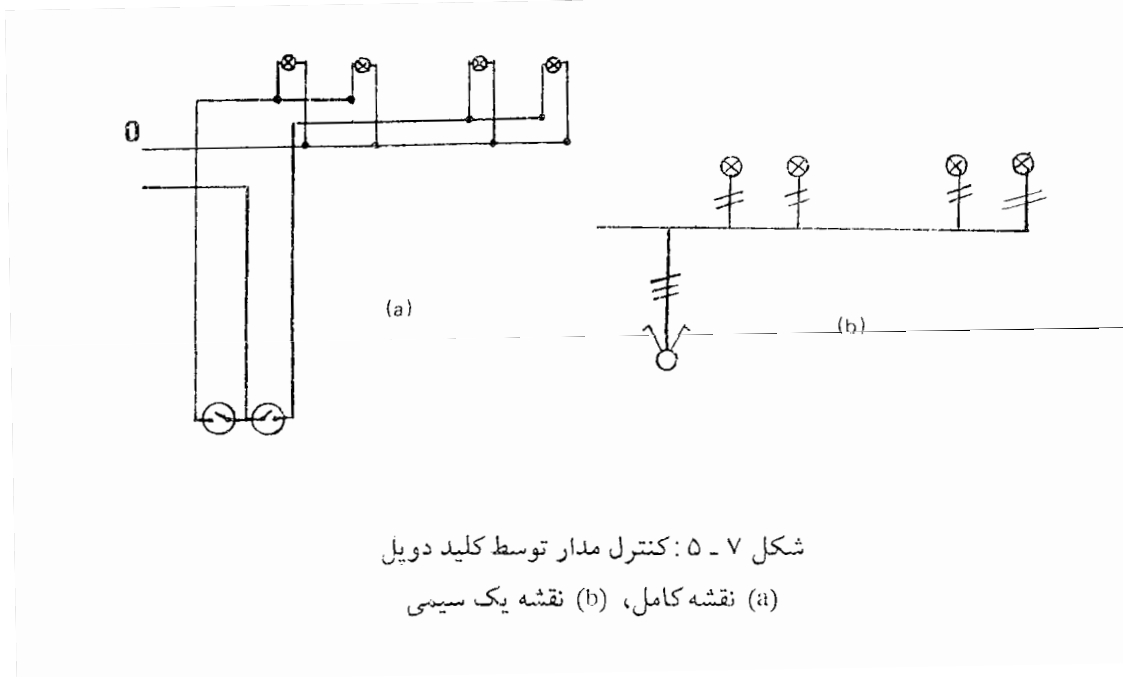 0
(a)
(b)
شکل ۷ ـ ۵ : کنترل مدار توسط کلید دوپل
(a) نقشه کامل، (b) نقشه یک سیمی